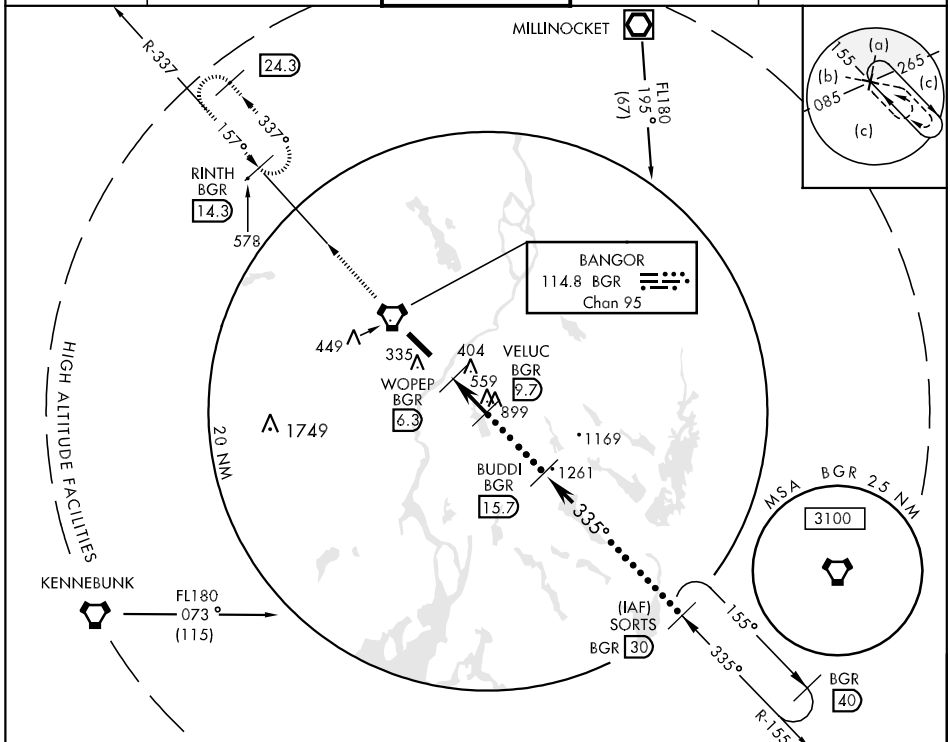 MILLINOCKET
R-337
24.3
337°
157°
FL180
195°
(67)
155
(a)
265
(b)
(c)
085
(c)
RINTH
BGR
14.3
578
BANGOR
114.8 BGR
Chan 95
449
335
404
VELUC
BGR
9.7
559
899
WOPEP
BGR
6.3
HIGH ALTITUDE FACILITIES
20 NM
1749
1169
BUDDI
BGR
15.7
1261
335°
MSA BGR 25 NM
3100
KENNEBUNK
FL180
073°
(115)
(IAF)
SORTS
BGR 30
155°
335°
BGR
40
R-155